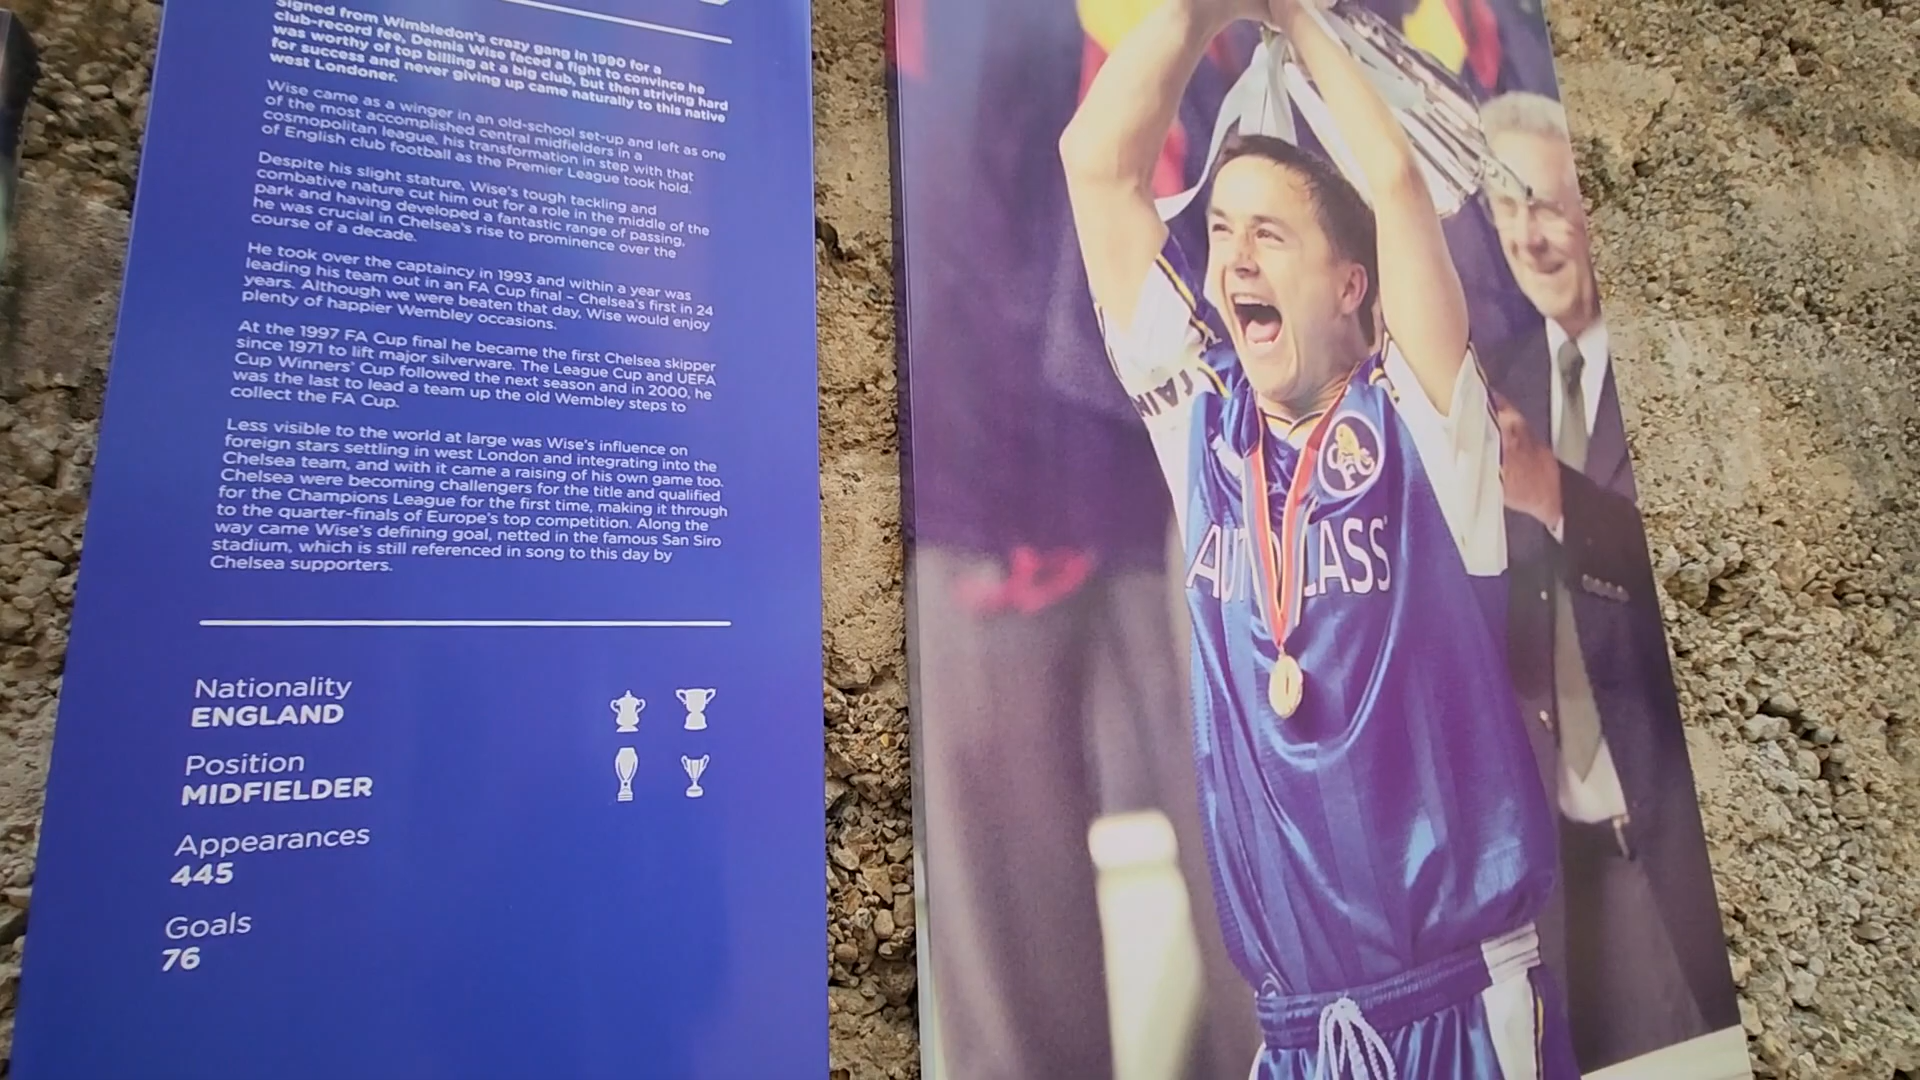 Signed from Wimbledon's crazy gang in 1990 for a
club-record fee, Dennis Wise faced a fight to convince he
was worthy of top billing at a big club, but then striving hard
for success and never giving up came naturally to this native
west Londoner.
Wise came as a winger in an old-school set-up and left as one
of the most accomplished central midfielders in a
cosmopolitan league, his transformation in step with that
of English club football as the Premier League took hold.
Despite his slight stature, Wise's tough tackling and
combative nature cut him out for a role in the middle of the
park and having developed a fantastic range of passing,
he was crucial in Chelsea's rise to prominence over the
course of a decade.
He took over the captaincy in 1993 and within a year was
leading his team out in an FA Cup final – Chelsea's first in 24
years. Although we were beaten that day, Wise would enjoy
plenty of happier Wembley occasions.
At the 1997 FA Cup final he became the first Chelsea skipper
since 1971 to lift major silverware. The League Cup and UEFA
Cup Winners' Cup followed the next season and in 2000, he
was the last to lead a team up the old Wembley steps to
collect the FA Cup.
Less visible to the world at large was Wise's influence on
foreign stars settling in west London and integrating into the
Chelsea team, and with it came a raising of his own game too.
Chelsea were becoming challengers for the title and qualified
for the Champions League for the first time, making it through
to the quarter-finals of Europe's top competition. Along the
way came Wise's defining goal, netted in the famous San Siro
stadium, which is still referenced in song to this day by
Chelsea supporters.
Nationality
ENGLAND
Position
MIDFIELDER
Appearances
445
Goals
76
TAIN
CFC
AUTO LASS